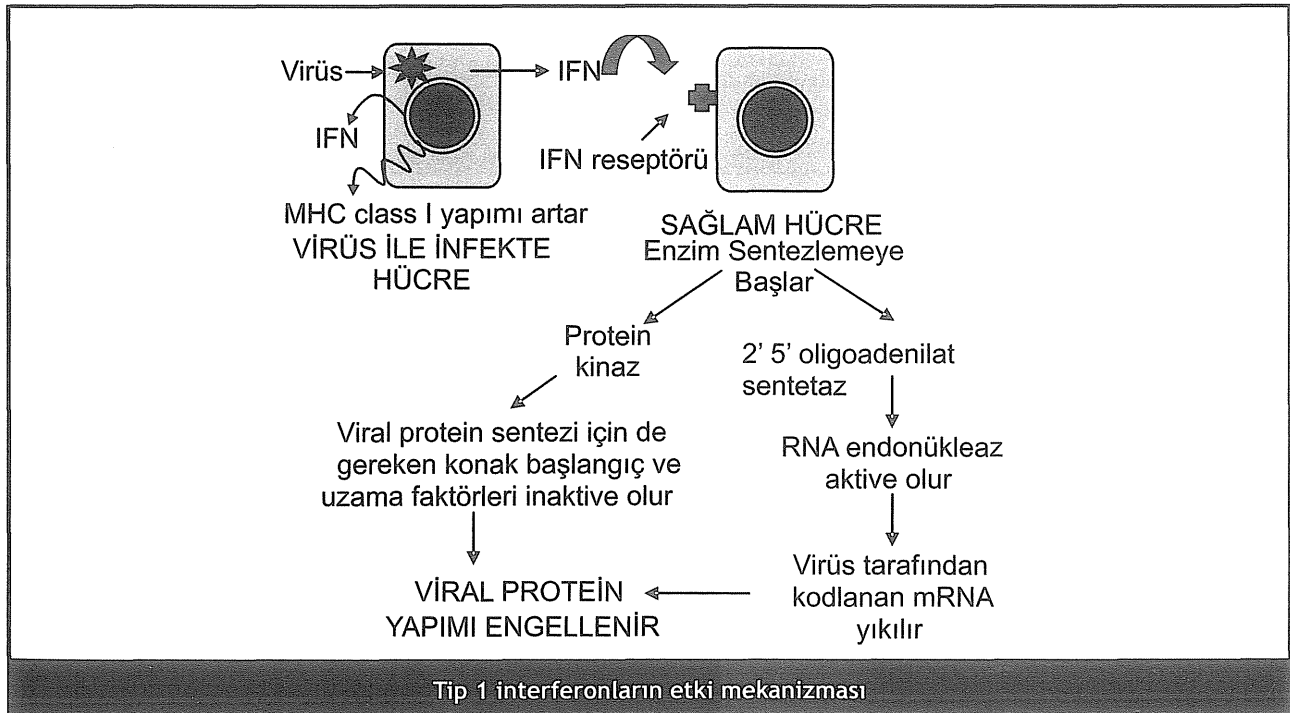 Virüs
IFN
IFN
IFN reseptörü
MHC class I yapımı artar
VİRÜS İLE İNFEKTE
HÜCRE
SAĞLAM HÜCRE
Enzim Sentezlemeye
Başlar
Protein
kinaz
2' 5' oligoadenilat
sentetaz
Viral protein sentezi için de
gereken konak başlangıç ve
uzama faktörleri inaktive olur
RNA endonükleaz
aktive olur
Virüs tarafından
kodlanan mRNA
yıkılır
VİRAL PROTEİN
YAPIMI ENGELLENİR
Tip 1 interferonların etki mekanizması